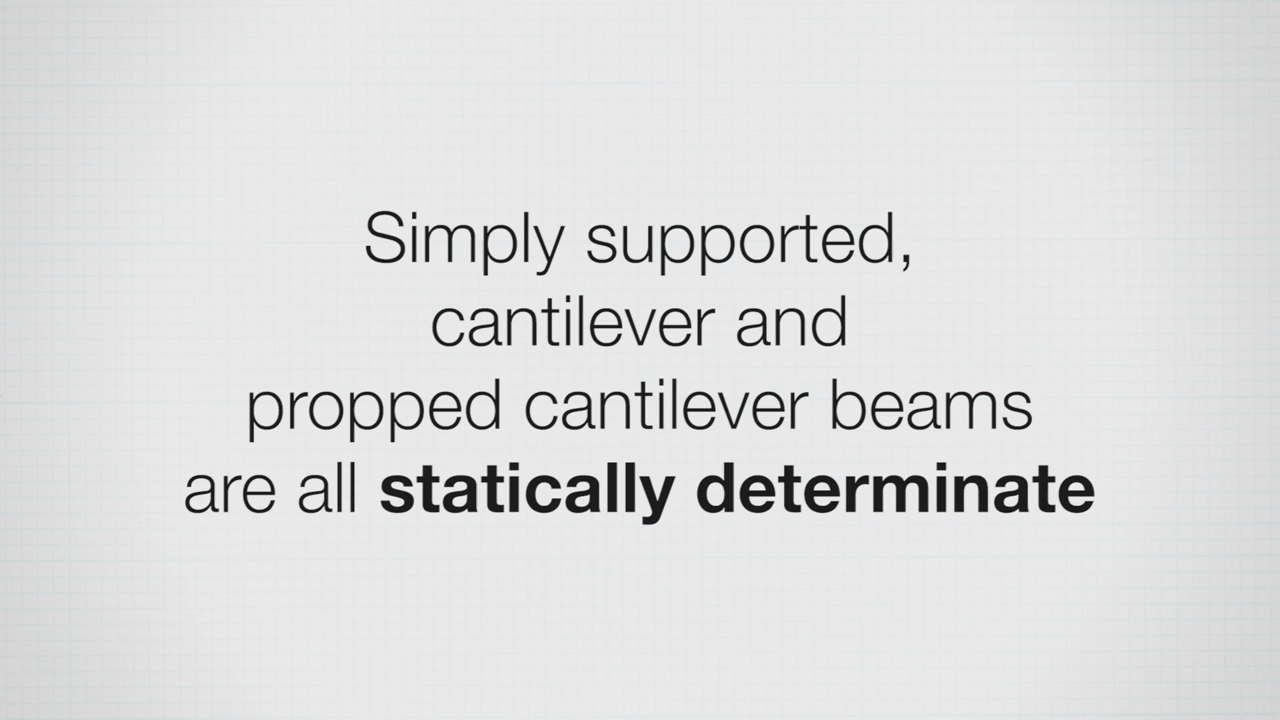 Simply supported,
cantilever and
propped cantilever beams
are all statically determinate